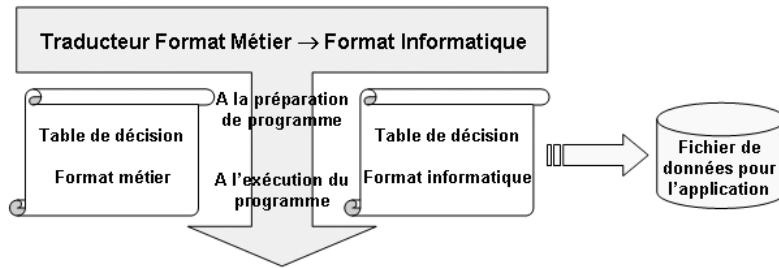 Traducteur Format Métier → Format Informatique
Table de décision
Format métier
A la préparation
de programme
A l'exécution du
programme
Table de décision
Format informatique
Fichier de
données pour
l'application